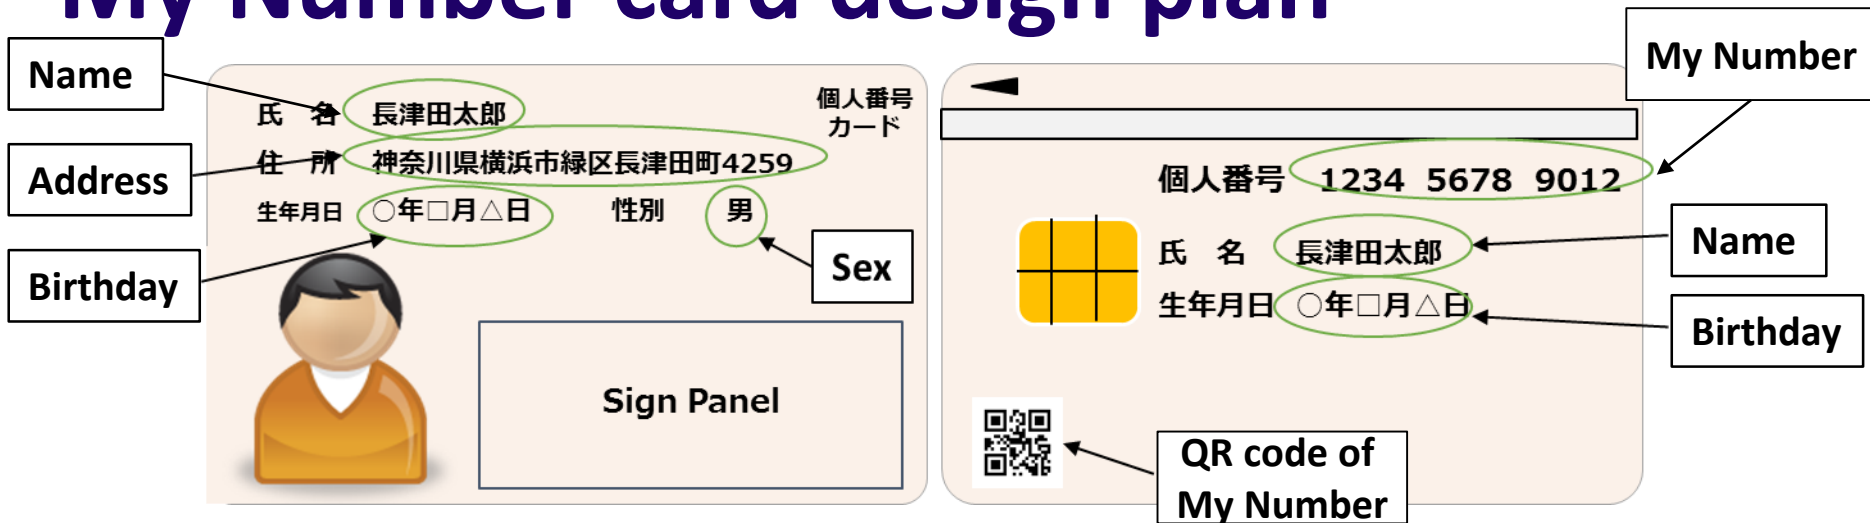 My Number card design plan
Name
Address
Birthday
氏 名 長津田太郎
個人番号
カード
住 所 神奈川県横浜市緑区長津田町4259
生年月日 ○年□月△日 性別 男
Sex
Sign Panel
My Number
個人番号 1234 5678 9012
氏 名 長津田太郎
Name
生年月日 ○年□月△日
Birthday
QR code of
My Number